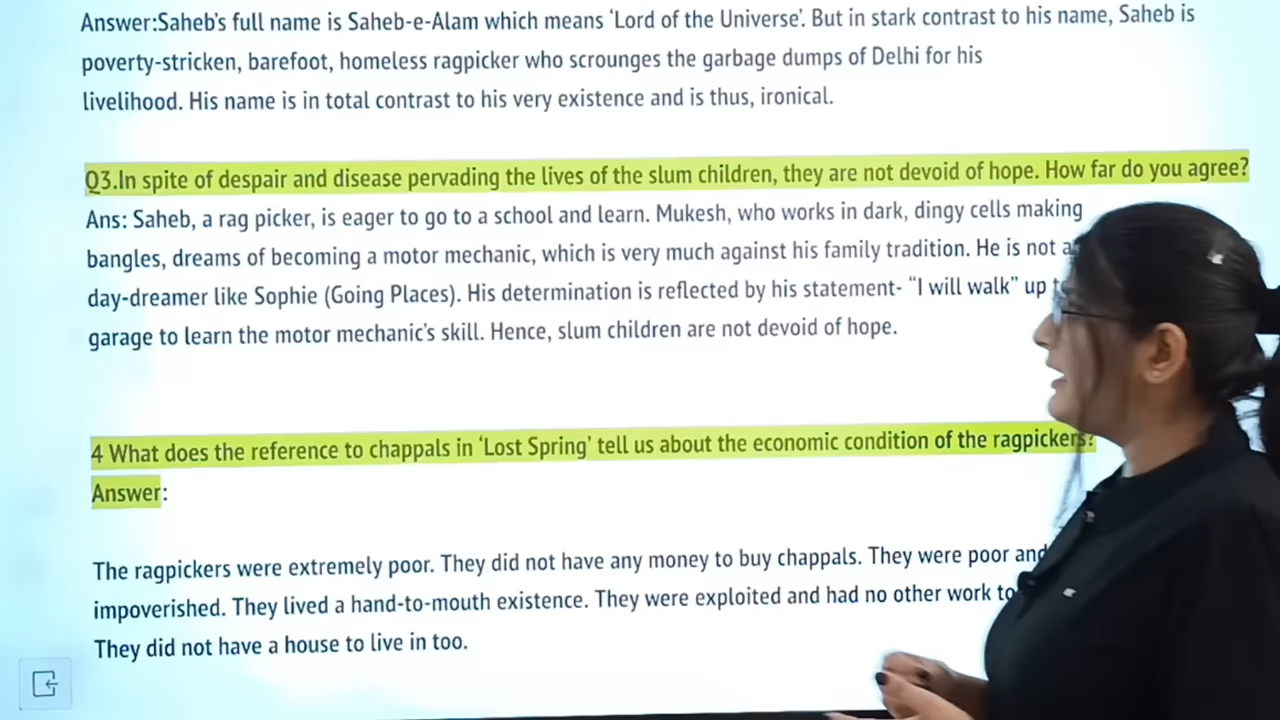 Answer:Saheb's full name is Saheb-e-Alam which means ‘Lord of the Universe’. But in stark contrast to his name, Saheb is
poverty-stricken, barefoot, homeless ragpicker who scrounges the garbage dumps of Delhi for his
livelihood. His name is in total contrast to his very existence and is thus, ironical.
Q3.In spite of despair and disease pervading the lives of the slum children, they are not devoid of hope. How far do you agree?
Ans: Saheb, a rag picker, is eager to go to a school and learn. Mukesh, who works in dark, dingy cells making
bangles, dreams of becoming a motor mechanic, which is very much against his family tradition. He is not a
day-dreamer like Sophie (Going Places). His determination is reflected by his statement- “I will walk” up
garage to learn the motor mechanic's skill. Hence, slum children are not devoid of hope.
4 What does the reference to chappals in ‘Lost Spring’ tell us about the economic condition of the ragpickers?
Answer:
The ragpickers were extremely poor. They did not have any money to buy chappals. They were poor and
impoverished. They lived a hand-to-mouth existence. They were exploited and had no other work to
They did not have a house to live in too.